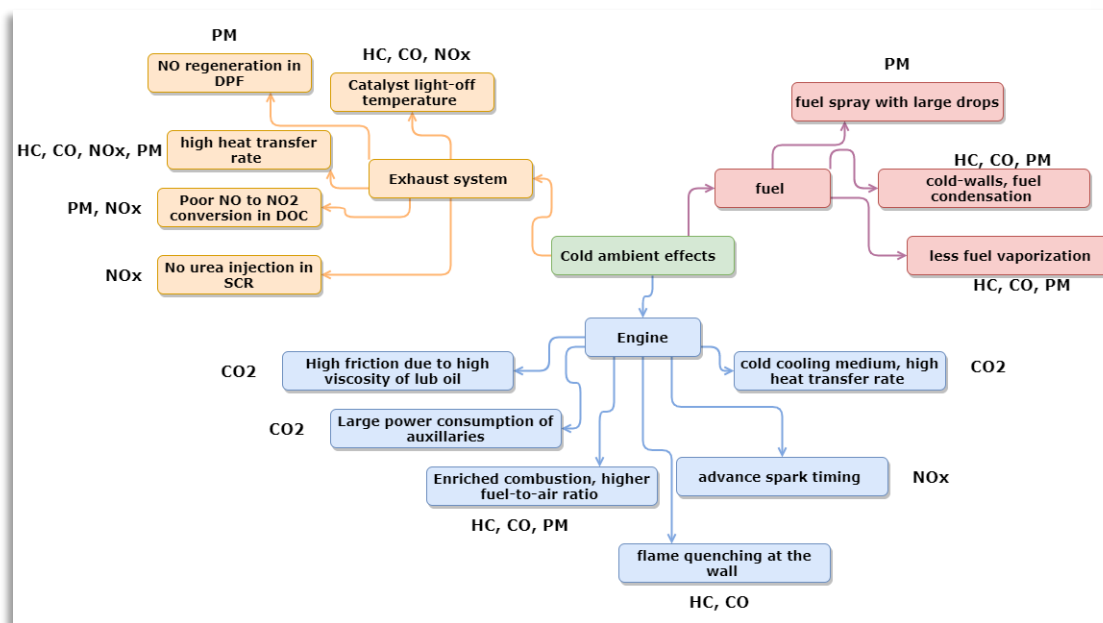 PM
NO regeneration in
DPF
HC, CO, NOx
Catalyst light-off
temperature
HC, CO, NOx, PM
high heat transfer
rate
Exhaust system
PM, NOx
Poor NO to NO2
conversion in DOC
NOx
No urea injection in
SCR
PM
fuel spray with large drops
fuel
HC, CO, PM
cold-walls, fuel
condensation
less fuel vaporization
HC, CO, PM
Cold ambient effects
Engine
CO2
High friction due to high
viscosity of lub oil
CO2
Large power consumption of
auxillaries
Enriched combustion, higher
fuel-to-air ratio
HC, CO, PM
cold cooling medium, high
heat transfer rate
CO2
advance spark timing
NOx
flame quenching at the
wall
HC, CO